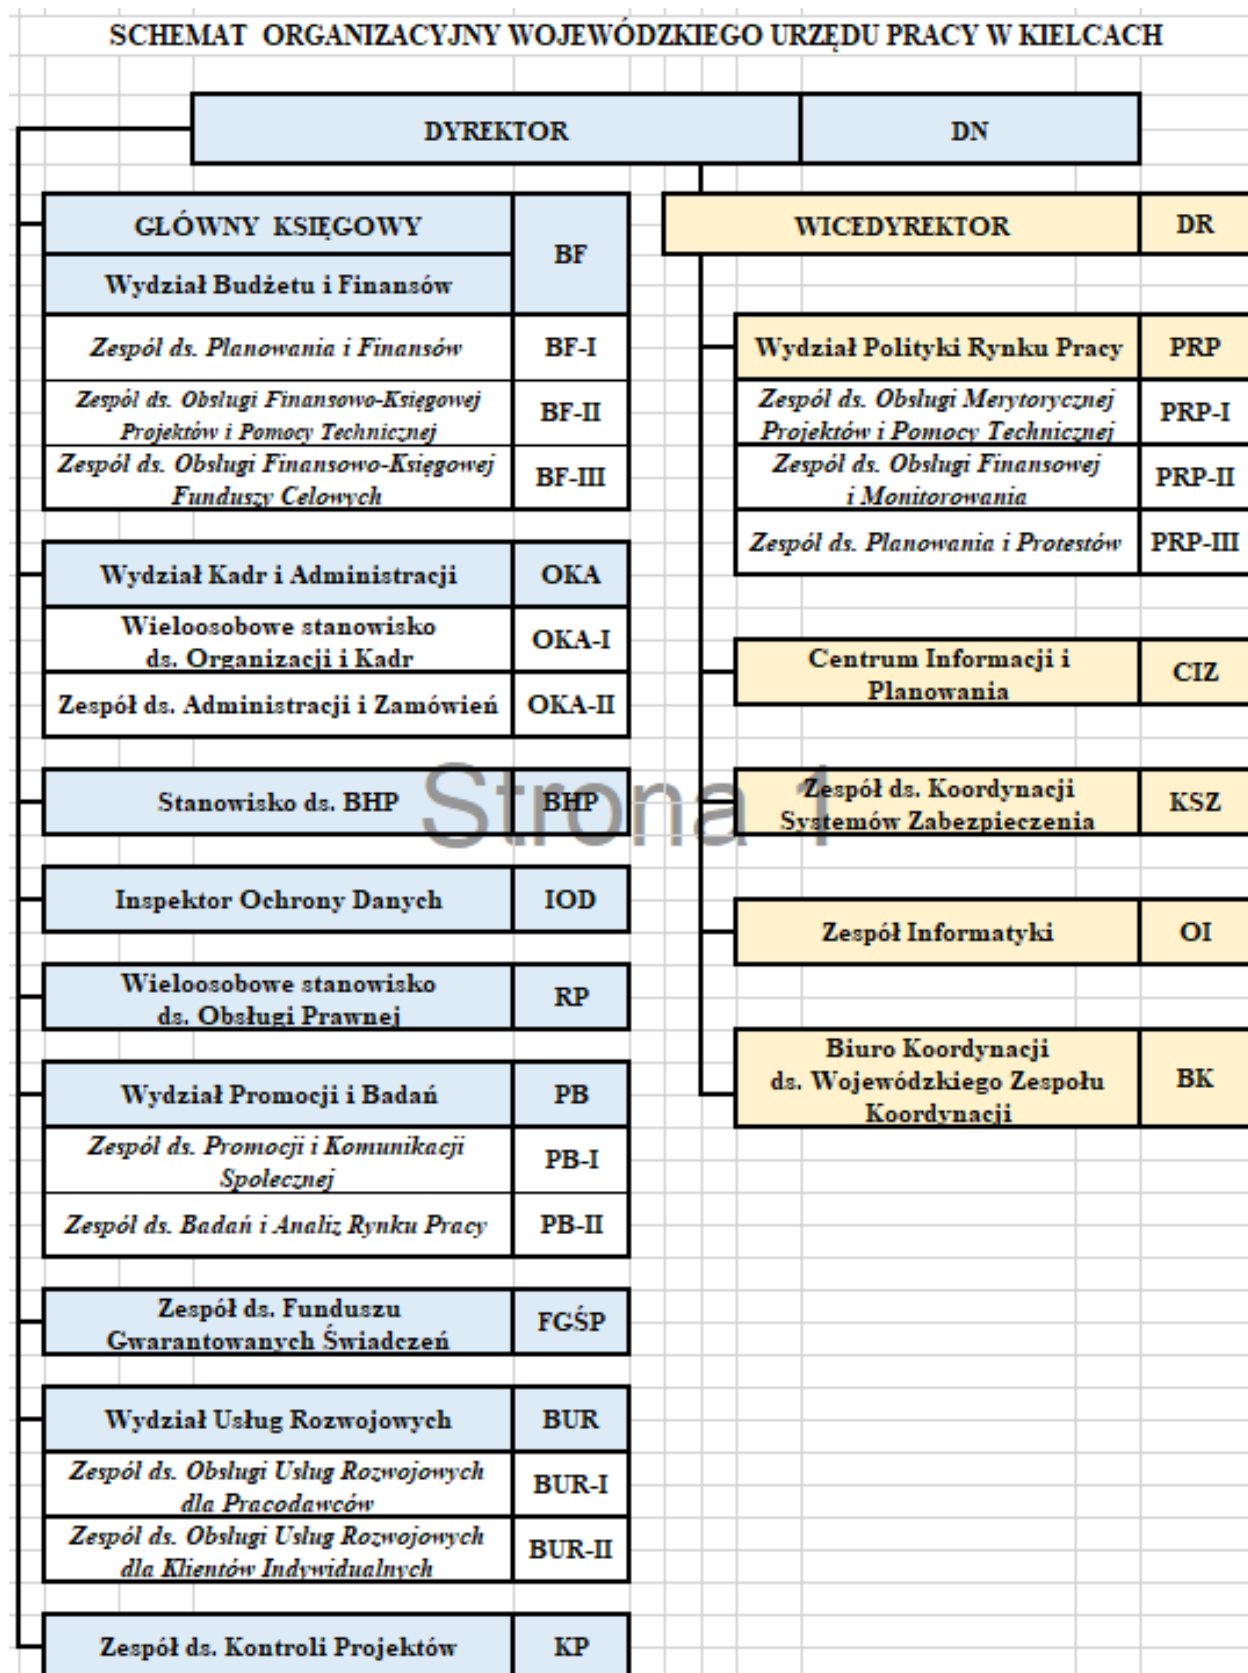 SCHEMAT ORGANIZACYJNY WOJEWÓDZKIEGO URZĘDU PRACY W KIELCACH
DYREKTOR
DN
GŁÓWNY KSIĘGOWY
BF
Wydział Budżetu i Finansów
Zespół ds. Planowania i Finansów
BF-I
Zespół ds. Obsługi Finansowo-Księgowej
Projektów i Pomocy Technicznej
BF-II
Zespół ds. Obsługi Finansowo-Księgowej
Funduszy Celowych
BF-III
Wydział Kadr i Administracji
OKA
Wieloosobowe stanowisko
ds. Organizacji i Kadr
OKA-I
Zespół ds. Administracji i Zamówień
OKA-II
Stanowisko ds. BHP
BHP
Inspektor Ochrony Danych
IOD
Wieloosobowe stanowisko
ds. Obsługi Prawnej
RP
Wydział Promocji i Badań
PB
Zespół ds. Promocji i Komunikacji
Społecznej
PB-I
Zespół ds. Badań i Analiz Rynku Pracy
PB-II
Zespół ds. Funduszu
Gwarantowanych Świadczeń
FGŚP
Wydział Usług Rozwojowych
BUR
Zespół ds. Obsługi Usług Rozwojowych
dla Pracodawców
BUR-I
Zespół ds. Obsługi Usług Rozwojowych
dla Klientów Indywidualnych
BUR-II
Zespół ds. Kontroli Projektów
KP
WICEDYREKTOR
DR
Wydział Polityki Rynku Pracy
PRP
Zespół ds. Obsługi Merytorycznej
Projektów i Pomocy Technicznej
PRP-I
Zespół ds. Obsługi Finansowej
i Monitorowania
PRP-II
Zespół ds. Planowania i Protestów
PRP-III
Centrum Informacji i
Planowania
CIZ
Zespół ds. Koordynacji
Systemów Zabezpieczenia
KSZ
Zespół Informatyki
OI
Biuro Koordynacji
ds. Wojewódzkiego Zespołu
Koordynacji
BK
Strona 1